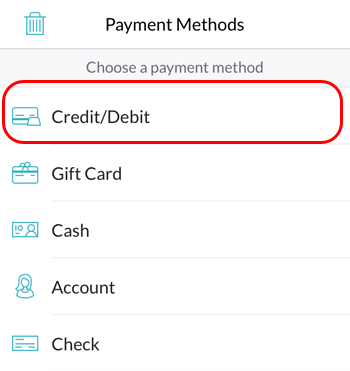 Payment Methods
Choose a payment method
Credit/Debit
Gift Card
Cash
Account
Check